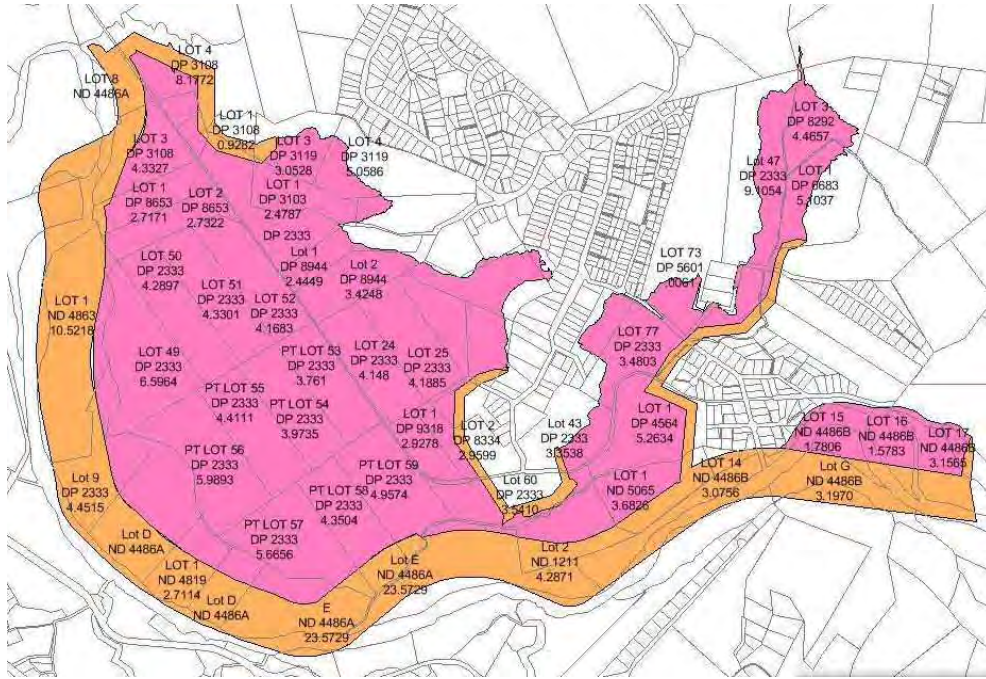 LOT 4
DP 3108
8.1772
LOT 8
ND 4486A
LOT 1
DP 3108
0.9282
LOT 3
DP 3108
4.3327
LOT 3
DP 3119
3.0528
LOT 4
DP 3119
5.0586
LOT 3
DP 8292
4.4657
Lot 47
DP 2333
9.1054
LOT 1
DP 6683
5.1037
LOT 1
DP 8653
2.7171
LOT 2
DP 8653
2.7322
LOT 1
DP 3103
2.4787
DP 2333
Lot 1
DP 8944
2.4449
Lot 2
DP 8944
3.4248
LOT 73
DP 5601
LOT 50
DP 2333
4.2897
LOT 51
DP 2333
4.3301
LOT 52
DP 2333
4.1683
LOT 1
ND 4863
10.5218
LOT 49
DP 2333
6.5964
PT LOT 53
DP 2333
3.761
LOT 24
DP 2333
4.148
LOT 25
DP 2333
4.1885
LOT 77
DP 2333
3.4803
PT LOT 55
DP 2333
4.4111
PT LOT 54
DP 2333
3.9735
LOT 1
DP 9318
2.9278
LOT 2
DP 8334
2.9599
Lot 43
DP 2333
3.3538
LOT 1
DP 4564
5.2634
LOT 15
ND 4486B
1.7806
LOT 16
ND 4486B
1.5783
LOT 17
ND 4486B
3.1565
PT LOT 56
DP 2333
5.9893
PT LOT 59
DP 2333
4.9574
Lot 60
DP 2333
3.5410
LOT 1
ND 5065
3.6826
LOT 14
ND 4486B
3.0756
Lot G
ND 4486B
3.1970
Lot 9
DP 2333
4.4515
PT LOT 58
DP 2333
4.3504
PT LOT 57
DP 2333
5.6656
Lot D
ND 4486A
LOT 1
ND 4819
2.7114
Lot D
ND 4486A
Lot E
ND 4486A
23.5729
Lot 2
ND 1211
4.2871
E
ND 4486A
23.5729